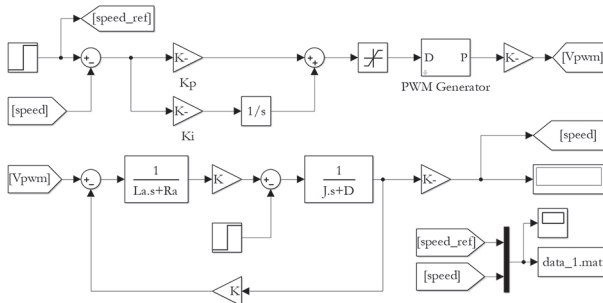 [speed_ref]
K-
Kp
D P
PWM Generator
K-
[Vpwm]
[speed]
K-
Ki
1/s
[speed]
[Vpwm]
1
La.s+Ra
K
1
J.s+D
K-
[speed_ref]
[speed]
data_1.mat
K